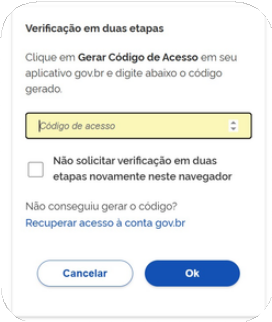 Verificação em duas etapas
Clique em Gerar Código de Acesso em seu
aplicativo gov.br e digite abaixo o código
gerado.
Código de acesso
Não solicitar verificação em duas
etapas novamente neste navegador
Não conseguiu gerar o código?
Recuperar acesso à conta gov.br
Cancelar
Ok